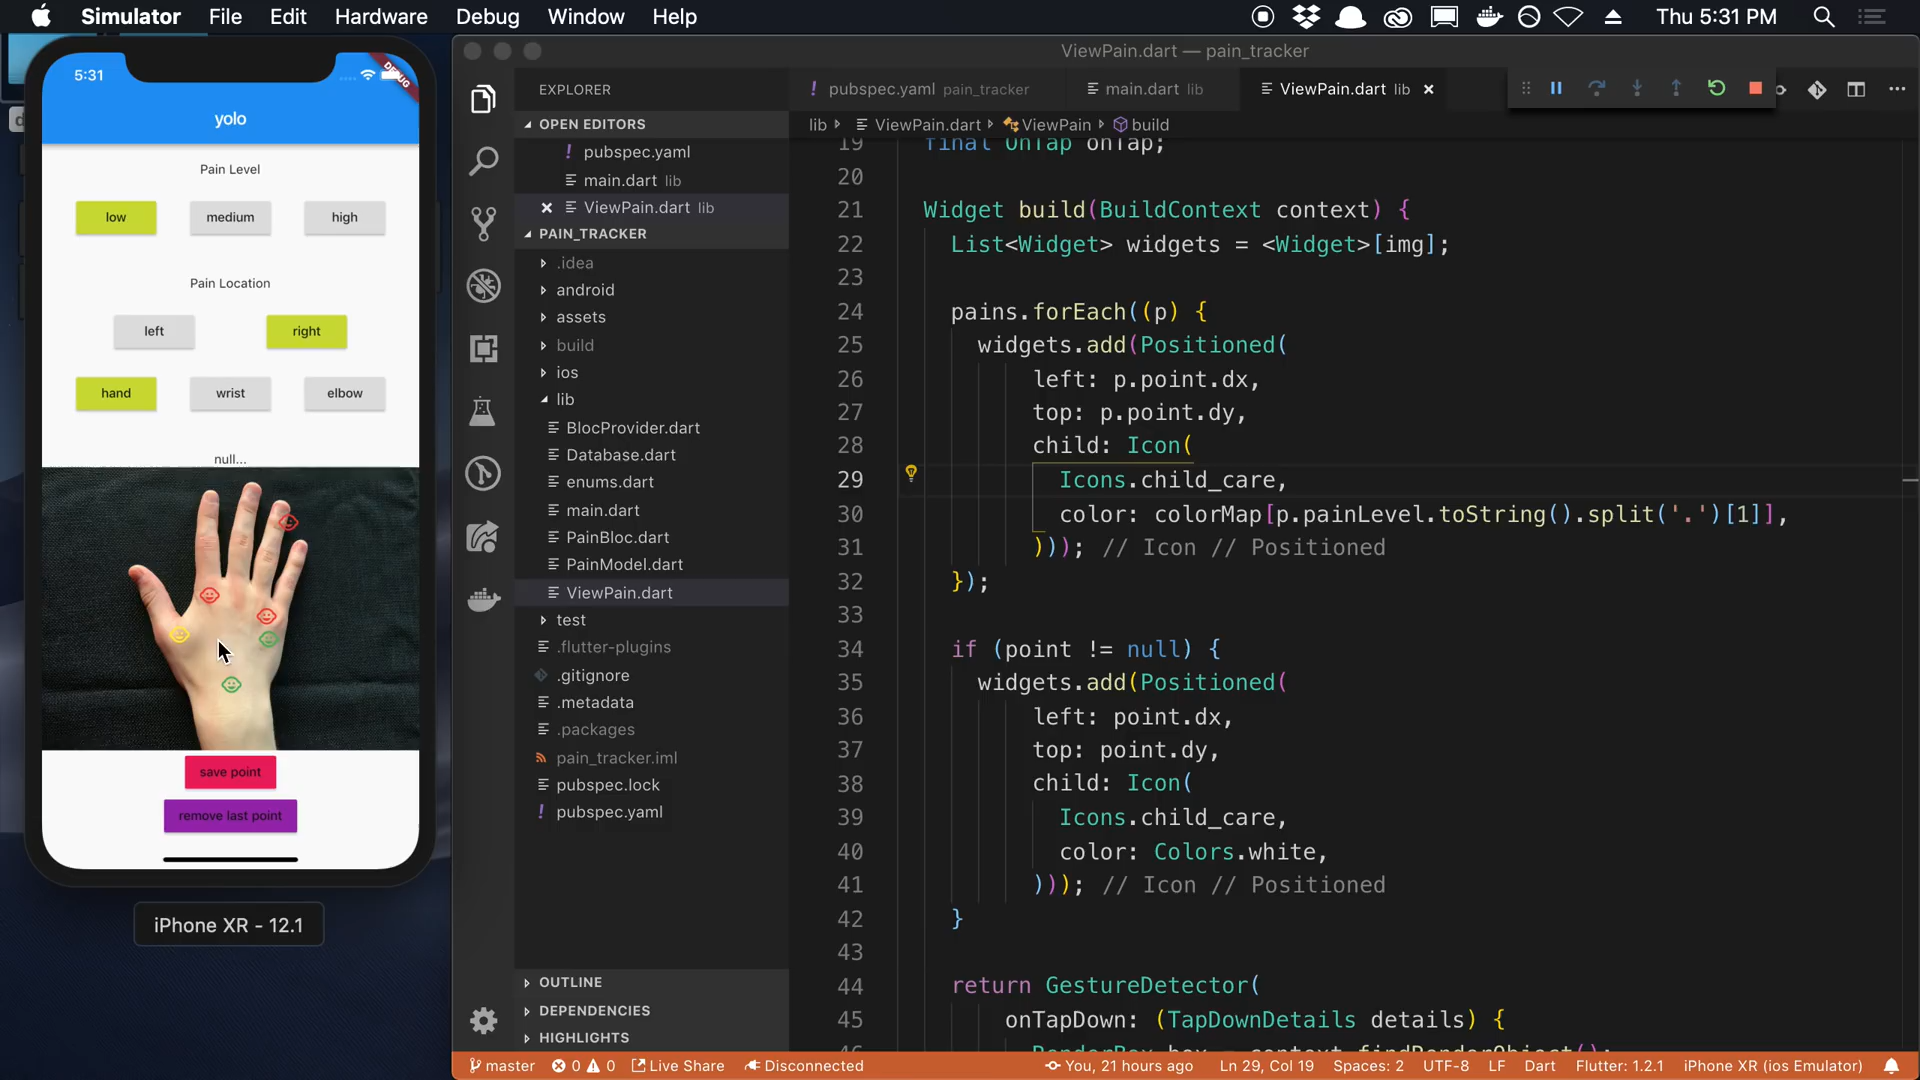 Simulator File Edit Hardware Debug Window Help Thu 5:31 PM
5:31
DEBUG
yolo
Pain Level
low medium high
Pain Location
left right
hand wrist elbow
null...
save point
remove last point
iPhone XR - 12.1
ViewPain.dart — pain_tracker
EXPLORER
OPEN EDITORS
! pubspec.yaml
main.dart lib
ViewPain.dart lib
PAIN_TRACKER
.idea
android
assets
build
ios
lib
BlocProvider.dart
Database.dart
enums.dart
main.dart
PainBloc.dart
PainModel.dart
ViewPain.dart
test
.flutter-plugins
.gitignore
.metadata
.packages
pain_tracker.iml
pubspec.lock
! pubspec.yaml
OUTLINE
DEPENDENCIES
HIGHLIGHTS
! pubspec.yaml pain_tracker main.dart lib ViewPain.dart lib
lib ViewPain.dart ViewPain build
19 final OnTap onTap;
20
21 Widget build(BuildContext context) {
22 List<Widget> widgets = <Widget>[img];
23
24 pains.forEach((p) {
25 widgets.add(Positioned(
26 left: p.point.dx,
27 top: p.point.dy,
28 child: Icon(
29 Icons.child_care,
30 color: colorMap[p.painLevel.toString().split('.')[1]],
31 ))); // Icon // Positioned
32 });
33
34 if (point != null) {
35 widgets.add(Positioned(
36 left: point.dx,
37 top: point.dy,
38 child: Icon(
39 Icons.child_care,
40 color: Colors.white,
41 ))); // Icon // Positioned
42 }
43
44 return GestureDetector(
45 onTapDown: (TapDownDetails details) {
46 RenderBox box = context.findRenderObject();
master 0 0 Live Share Disconnected You, 21 hours ago Ln 29, Col 19 Spaces: 2 UTF-8 LF Dart Flutter: 1.2.1 iPhone XR (ios Emulator)